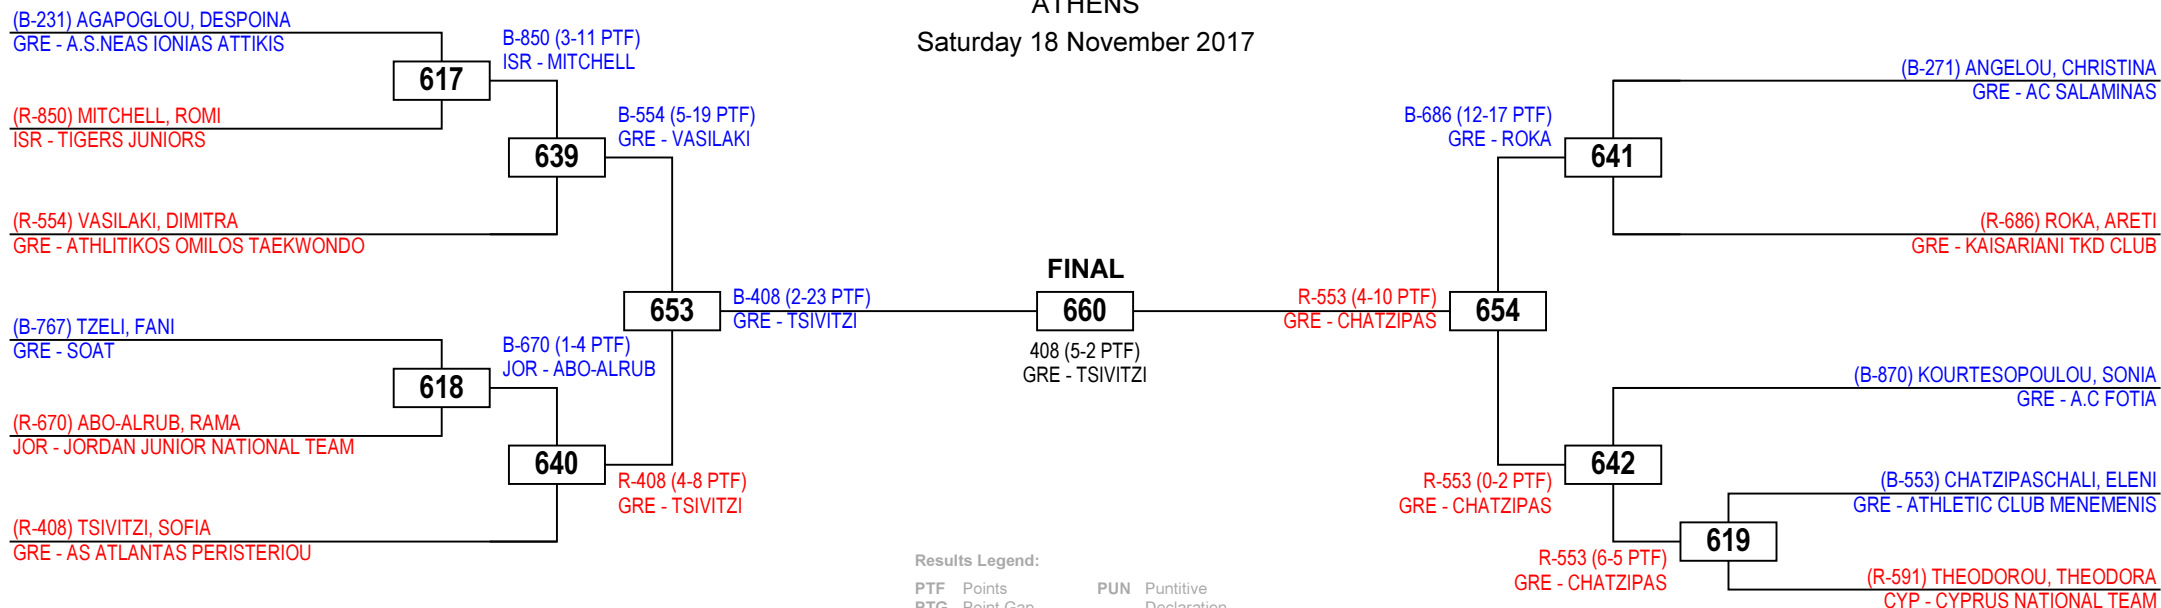 ATHENS
Saturday 18 November 2017
(B-231) AGAPOGLOU, DESPOINA
GRE - A.S.NEAS IONIAS ATTIKIS
617
(R-850) MITCHELL, ROMI
ISR - TIGERS JUNIORS
B-850 (3-11 PTF)
ISR - MITCHELL
639
(R-554) VASILAKI, DIMITRA
GRE - ATHLITIKOS OMILOS TAEKWONDO
B-554 (5-19 PTF)
GRE - VASILAKI
653
(B-767) TZELI, FANI
GRE - SOAT
618
(R-670) ABO-ALRUB, RAMA
JOR - JORDAN JUNIOR NATIONAL TEAM
B-670 (1-4 PTF)
JOR - ABO-ALRUB
640
(R-408) TSIVITZI, SOFIA
GRE - AS ATLANTAS PERISTERIOU
R-408 (4-8 PTF)
GRE - TSIVITZI
B-408 (2-23 PTF)
GRE - TSIVITZI
FINAL
660
408 (5-2 PTF)
GRE - TSIVITZI
R-553 (4-10 PTF)
GRE - CHATZIPAS
654
B-686 (12-17 PTF)
GRE - ROKA
641
(B-271) ANGELOU, CHRISTINA
GRE - AC SALAMINAS
(R-686) ROKA, ARETI
GRE - KAISARIANI TKD CLUB
R-553 (0-2 PTF)
GRE - CHATZIPAS
642
(B-870) KOURTESOPOULOU, SONIA
GRE - A.C FOTIA
R-553 (6-5 PTF)
GRE - CHATZIPAS
619
(B-553) CHATZIPASCHALI, ELENI
GRE - ATHLETIC CLUB MENEMENIS
(R-591) THEODOROU, THEODORA
CYP - CYPRUS NATIONAL TEAM
Results Legend:
PTF Points PUN Puntitive
PTG Point Gap Declaration